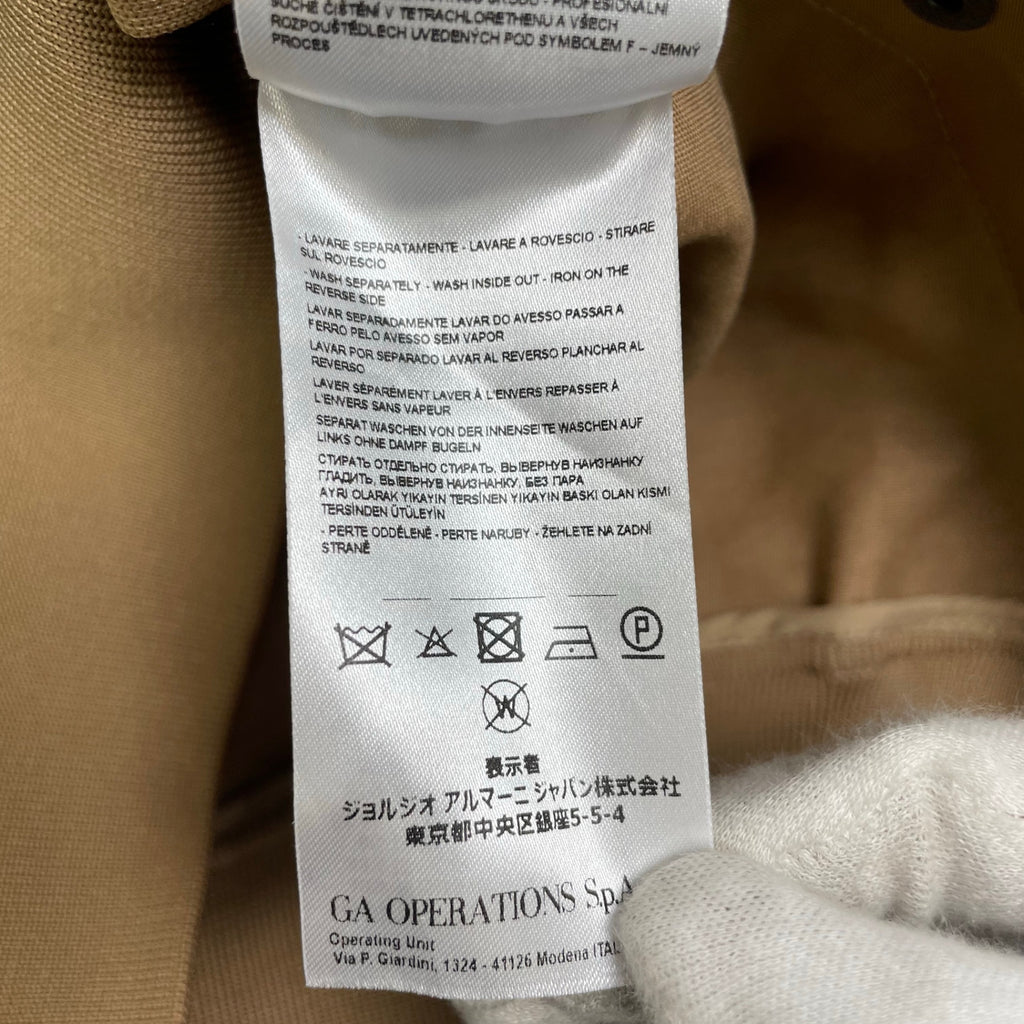 SUCHÉ ČIŠTĚNÍ V TETRACHLORETHENU A VŠECH
ROZPOUŠTĚDLECH UVEDENÝCH POD SYMBOLEM F – JEMNÝ
PROCES
- LAVARE SEPARATAMENTE - LAVARE A ROVESCIO - STIRARE
SUL ROVESCIO
- WASH SEPARATELY - WASH INSIDE OUT - IRON ON THE
REVERSE SIDE
LAVAR SEPARADAMENTE LAVAR DO AVESSO PASSAR A
FERRO PELO AVESSO SEM VAPOR
LAVAR POR SEPARADO LAVAR AL REVERSO PLANCHAR AL
REVERSO
LAVER SÉPARÉMENT LAVER À L'ENVERS REPASSER À
L'ENVERS SANS VAPEUR
SEPARAT WASCHEN VON DER INNENSEITE WASCHEN AUF
LINKS OHNE DAMPF BUGELN
СТИРАТЬ ОТДЕЛЬНО СТИРАТЬ, ВЫВЕРНУВ НАИЗНАНКУ
ГЛАДИТЬ, ВЫВЕРНУВ НАИЗНАНКУ, БЕЗ ПАРА
AYRI OLARAK YIKAYIN TERSİNEN YIKAYIN BASKI OLAN KISMI
TERSİNDEN ÜTÜLEYİN
- PERTE ODDĚLENĚ - PERTE NARUBY - ŽEHLETE NA ZADNÍ
STRANĚ
P
W
表示者
ジョルジオ アルマーニ ジャパン株式会社
東京都中央区銀座5-5-4
GA OPERATIONS S.p.A
Operating Unit
Via P. Giardini, 1324 - 41126 Modena